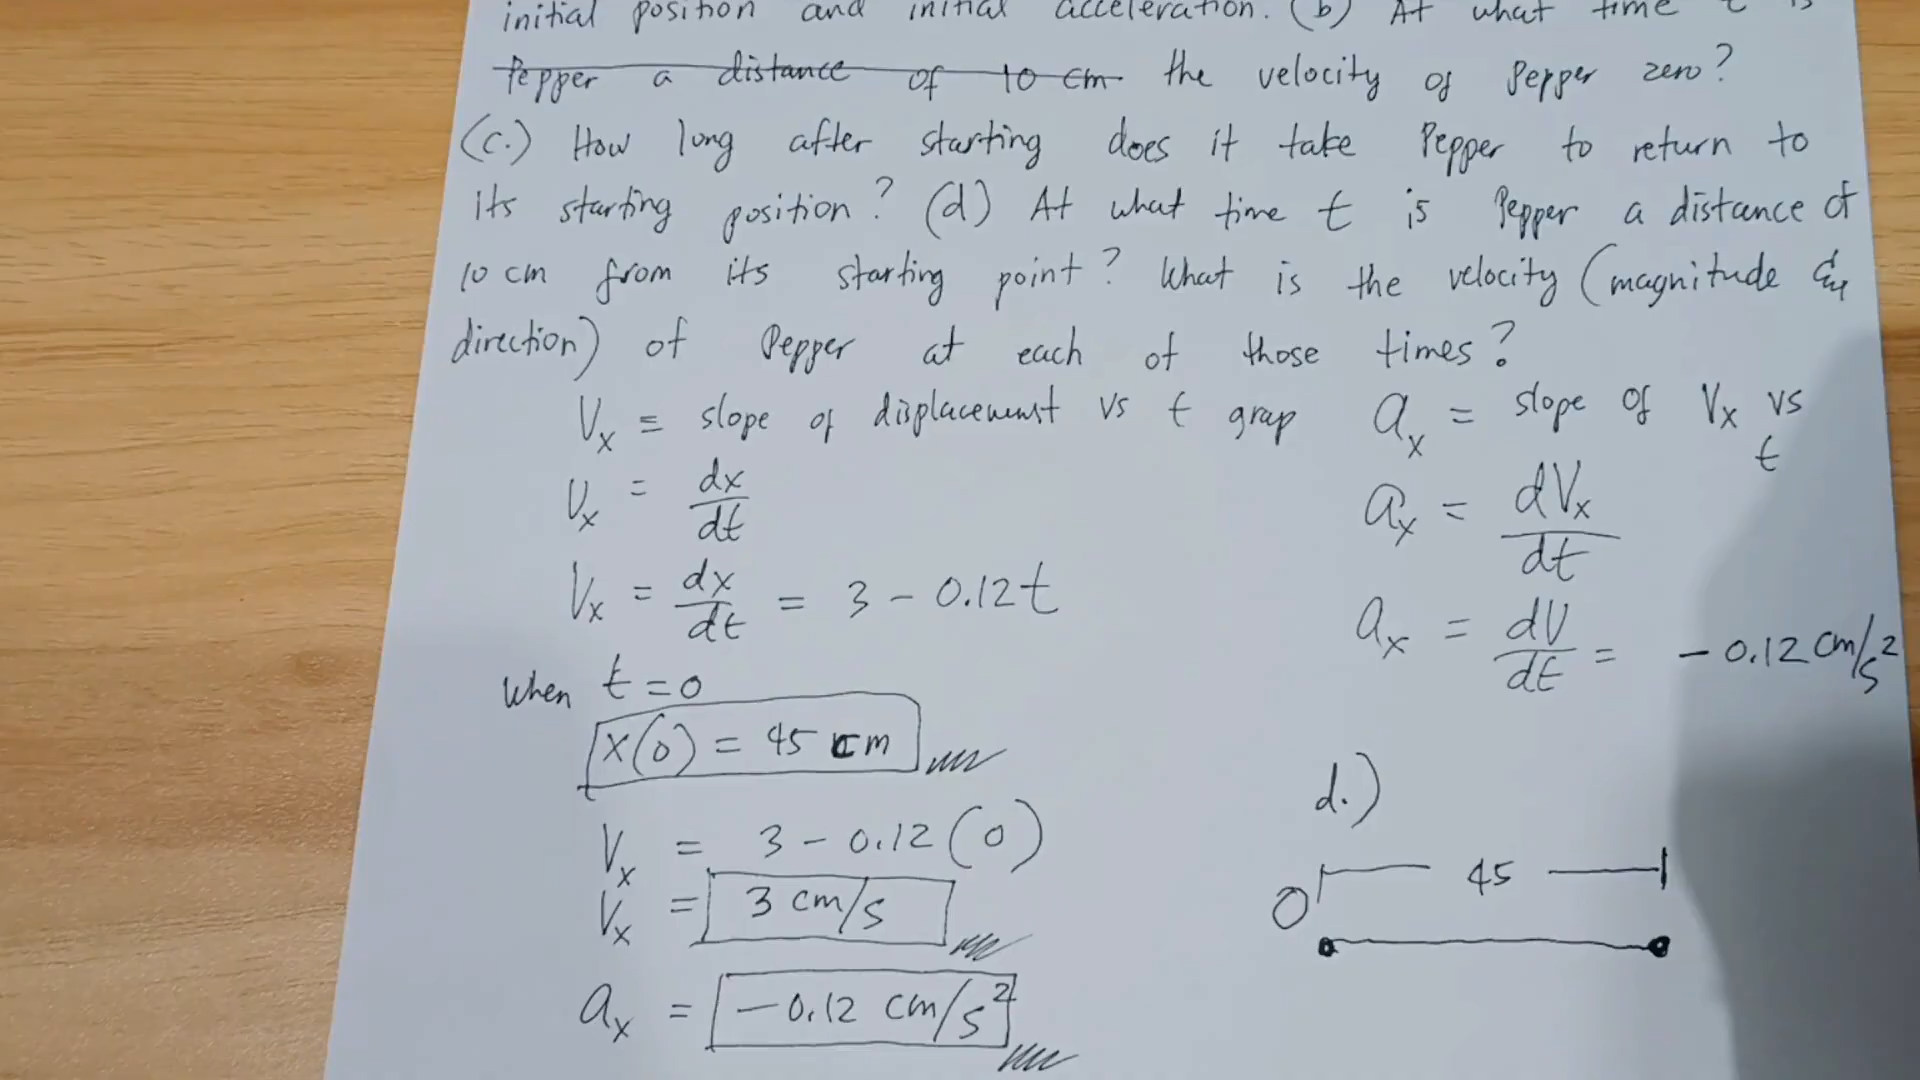 initial position and initial acceleration. (b) At what time t is
Pepper a distance of 10 cm the velocity of Pepper zero?
(c.) How long after starting does it take Pepper to return to
its starting position? (d) At what time t is Pepper a distance of
10 cm from its starting point? What is the velocity (magnitude &
direction) of Pepper at each of those times?
Vx = slope of displacement vs t grap
Vx = dx/dt
Vx = dx/dt = 3 - 0.12t
when t = 0
x(0) = 45 cm
Vx = 3 - 0.12(0)
Vx = 3 cm/s
ax = -0.12 cm/s²
ax = slope of Vx vs
t
ax = dVx/dt
ax = dV/dt = -0.12 cm/s²
d.)
45
0